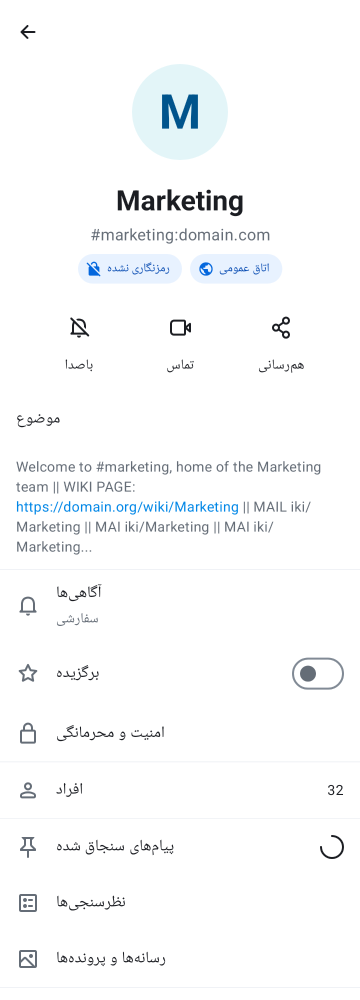 M
Marketing
#marketing:domain.com
رمزنگاری نشده
اتاق عمومی
باصدا
تماس
هم‌رسانی
موضوع
Welcome to #marketing, home of the Marketing
team || WIKI PAGE:
https://domain.org/wiki/Marketing || MAIL iki/
Marketing || MAI iki/Marketing || MAI iki/
Marketing...
آگاهی‌ها
سفارشی
برگزیده
امنیت و محرمانگی
افراد
32
پیام‌های سنجاق شده
نظرسنجی‌ها
رسانه‌ها و پرونده‌ها